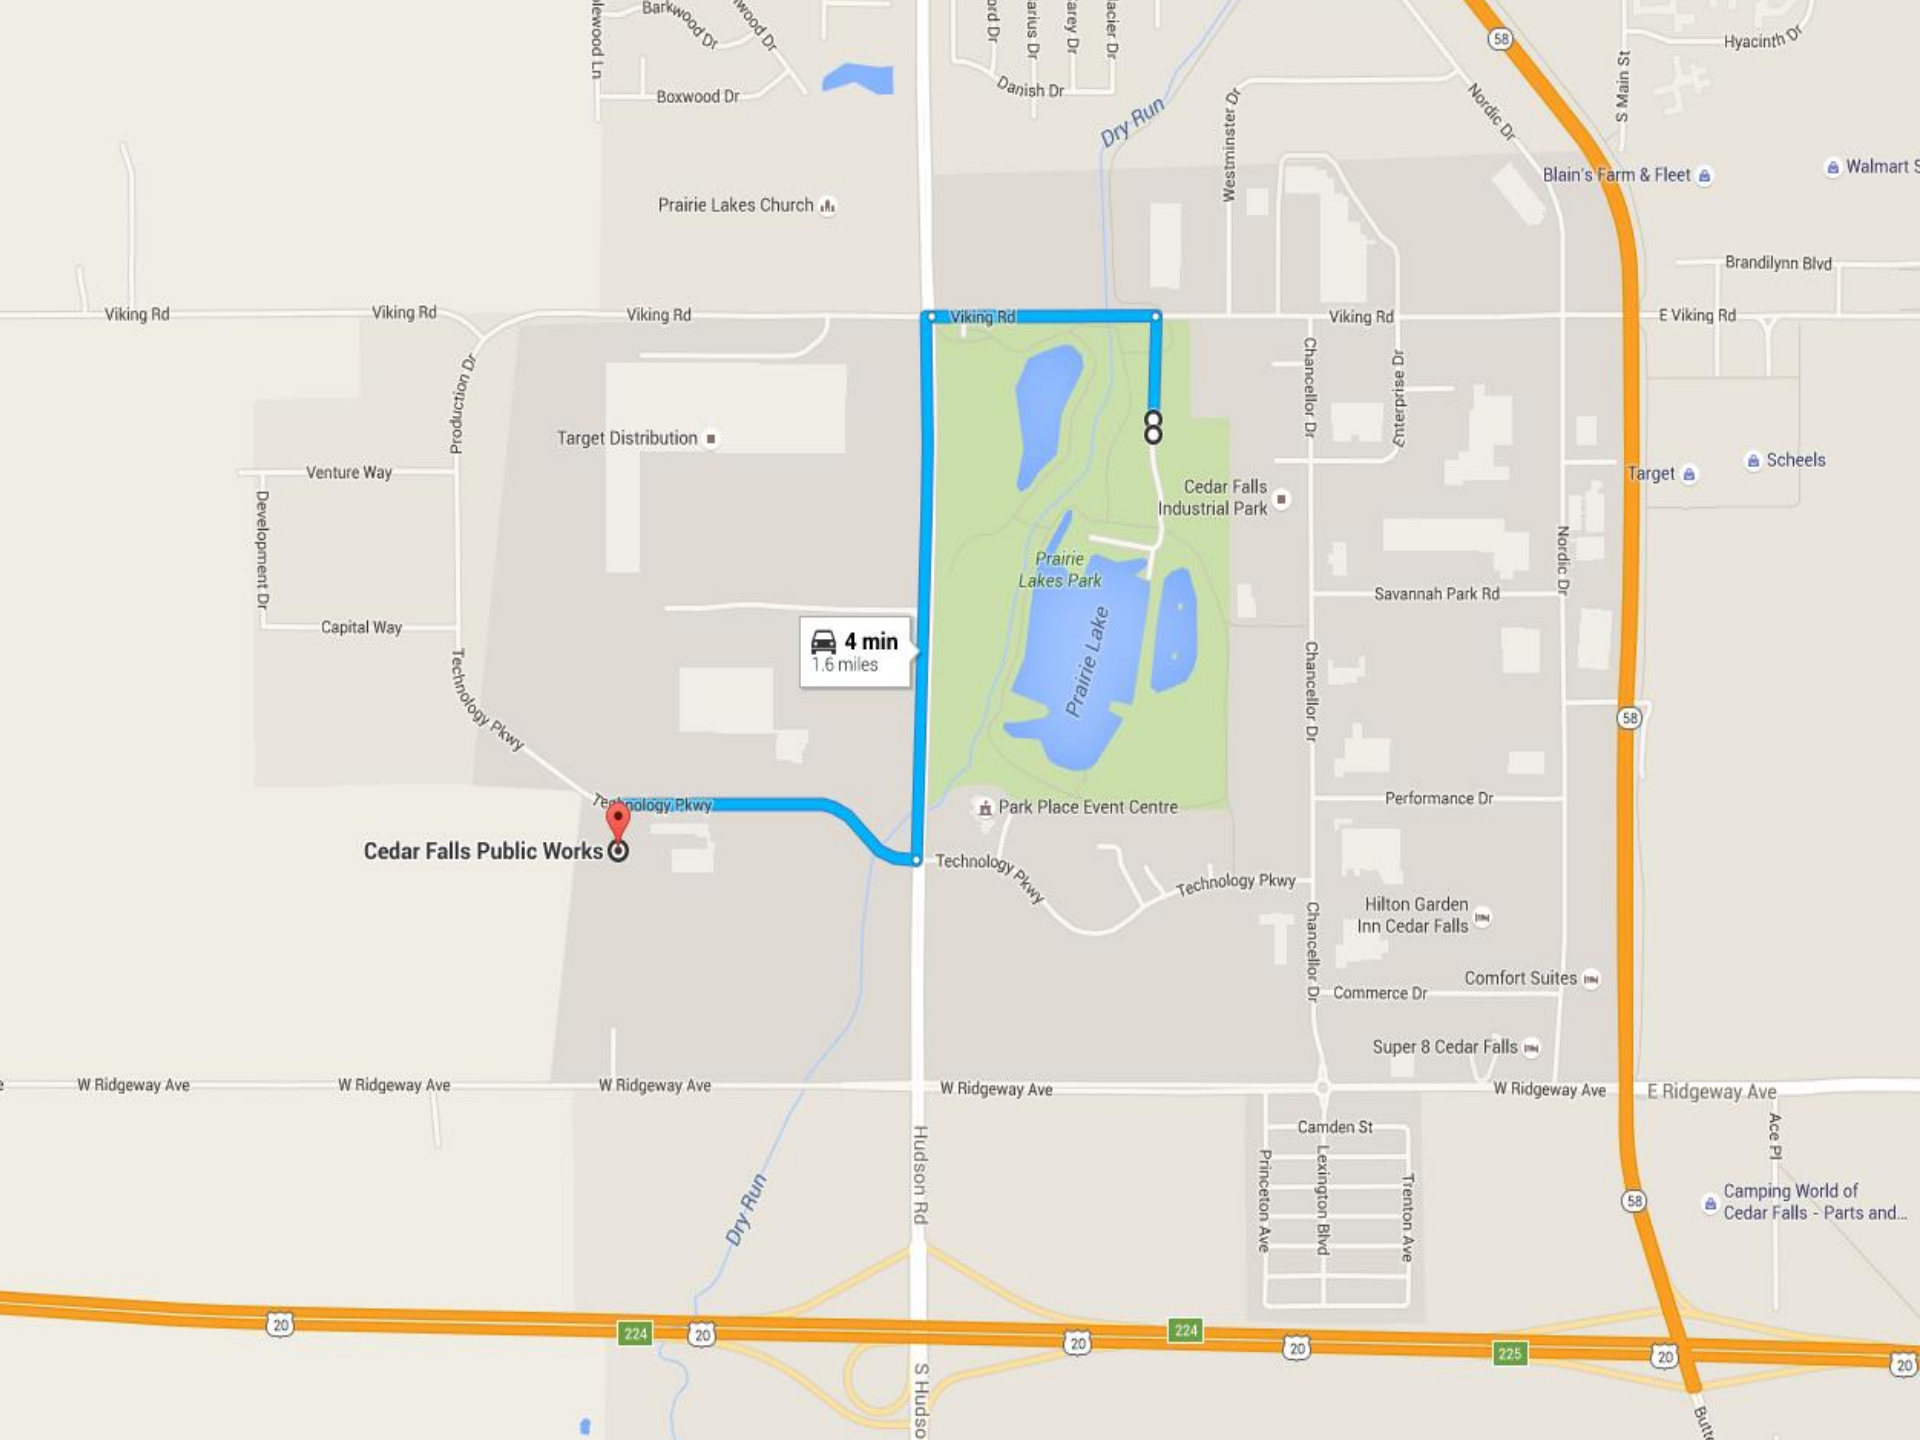 Barkwood Dr
Boxwood Dr
Danish Dr
Dry Run
Westminster Dr
Nordic Dr
58
S Main St
Hyacinth Dr
Prairie Lakes Church
Blain's Farm & Fleet
Walmart S
Brandilynn Blvd
Viking Rd
Viking Rd
Viking Rd
Viking Rd
Viking Rd
E Viking Rd
Production Dr
Chancellor Dr
Enterprise Dr
Target Distribution
Venture Way
Development Dr
Capital Way
Cedar Falls
Industrial Park
Target
Scheels
Nordic Dr
Prairie
Lakes Park
Prairie Lake
Savannah Park Rd
4 min
1.6 miles
Technology Pkwy
Chancellor Dr
58
Technology Pkwy
Cedar Falls Public Works
Park Place Event Centre
Performance Dr
Technology Pkwy
Technology Pkwy
Chancellor Dr
Hilton Garden
Inn Cedar Falls
Comfort Suites
Commerce Dr
Super 8 Cedar Falls
W Ridgeway Ave
W Ridgeway Ave
W Ridgeway Ave
W Ridgeway Ave
W Ridgeway Ave
E Ridgeway Ave
Hudson Rd
Dry Run
Camden St
Princeton Ave
Lexington Blvd
Trenton Ave
Ace Pl
58
Camping World of
Cedar Falls - Parts and...
20
224
20
20
224
20
225
20
20
S Hudso
Butte